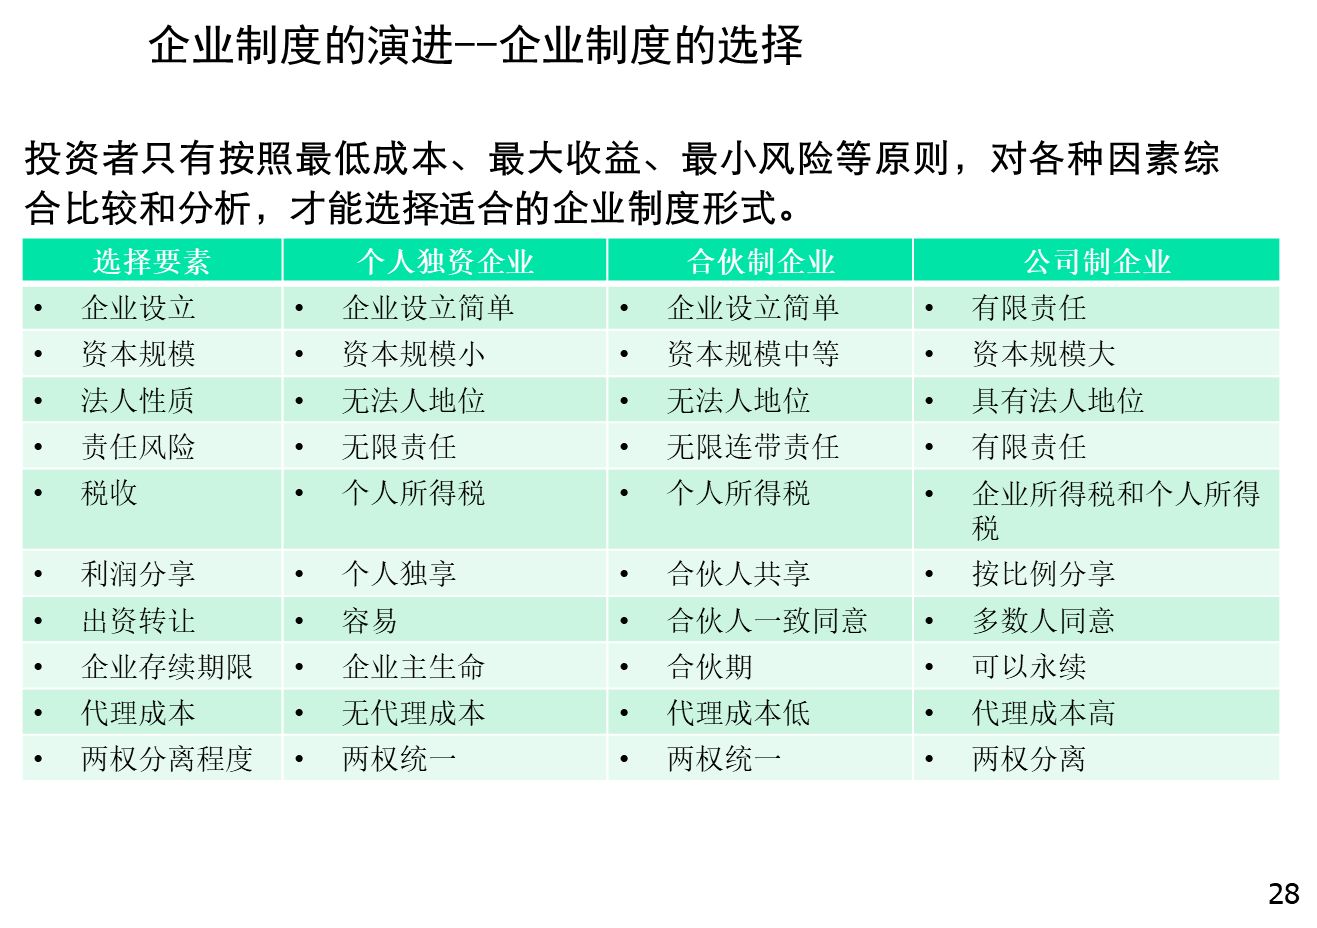 企业制度的演进--企业制度的选择
投资者只有按照最低成本、最大收益、最小风险等原则，对各种因素综
合比较和分析，才能选择适合的企业制度形式。
选择要素 个人独资企业 合伙制企业 公司制企业
• 企业设立 • 企业设立简单 • 企业设立简单 • 有限责任
• 资本规模 • 资本规模小 • 资本规模中等 • 资本规模大
• 法人性质 • 无法人地位 • 无法人地位 • 具有法人地位
• 责任风险 • 无限责任 • 无限连带责任 • 有限责任
• 税收 • 个人所得税 • 个人所得税 • 企业所得税和个人所得
税
• 利润分享 • 个人独享 • 合伙人共享 • 按比例分享
• 出资转让 • 容易 • 合伙人一致同意 • 多数人同意
• 企业存续期限 • 企业主生命 • 合伙期 • 可以永续
• 代理成本 • 无代理成本 • 代理成本低 • 代理成本高
• 两权分离程度 • 两权统一 • 两权统一 • 两权分离
28